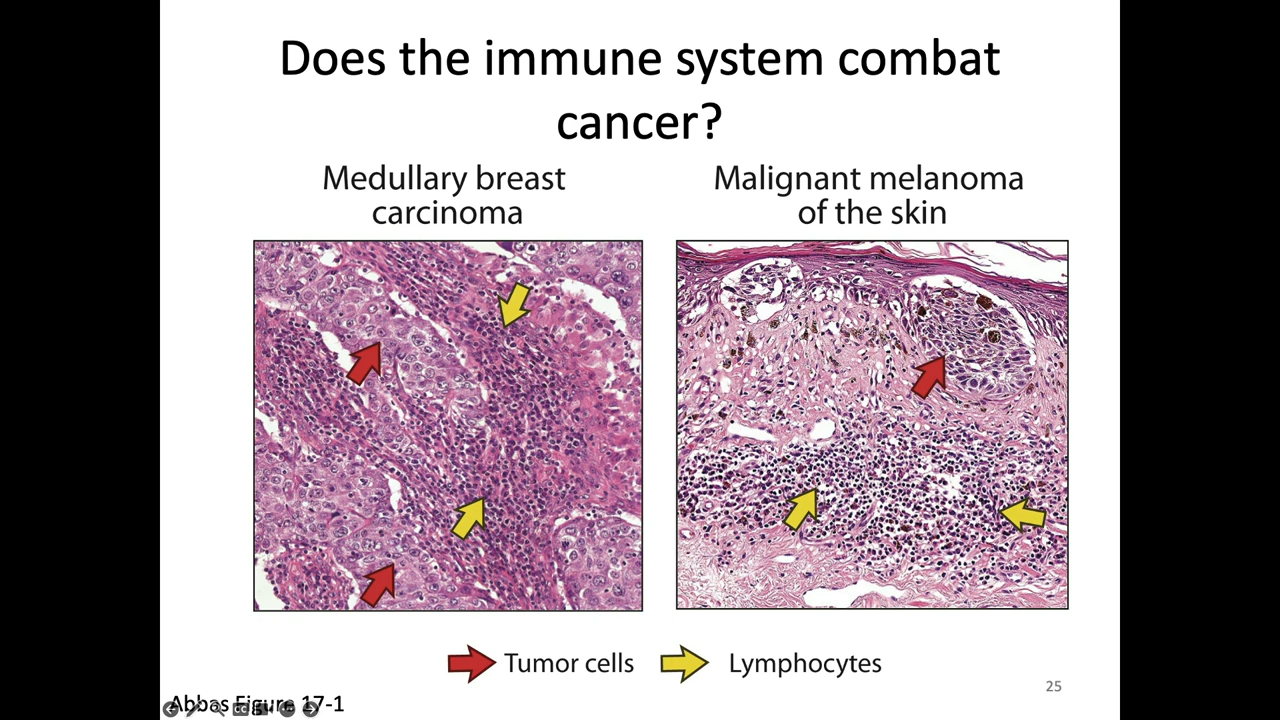 Does the immune system combat
cancer?
Medullary breast
carcinoma
Malignant melanoma
of the skin
Tumor cells
Lymphocytes
25
Abbas Figure 17-1